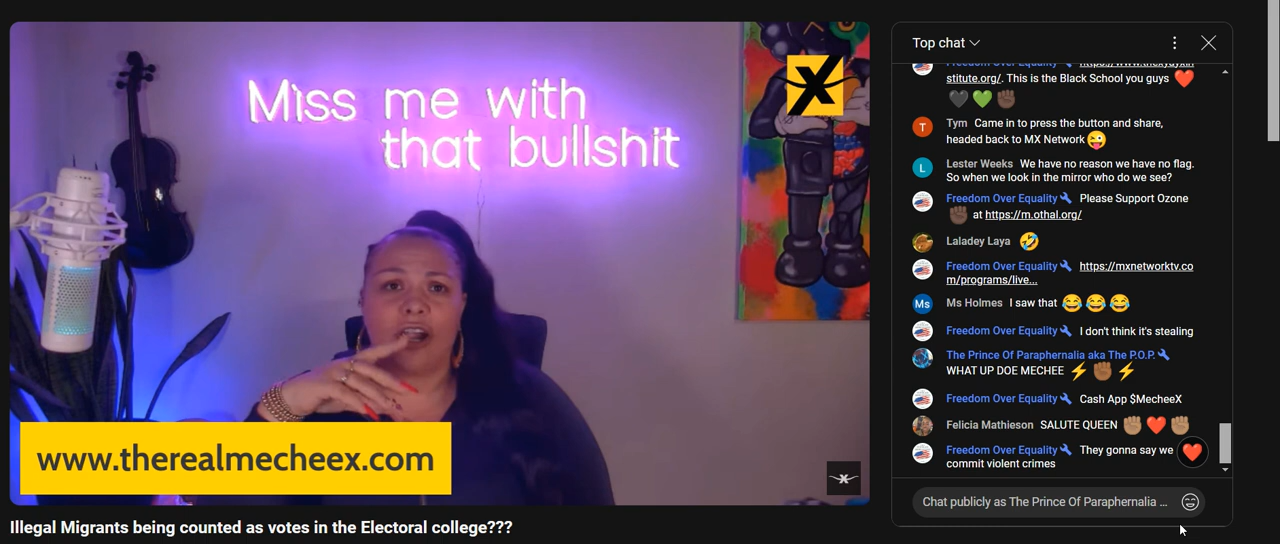 Miss me with
that bullshit
X
www.therealmecheex.com
Illegal Migrants being counted as votes in the Electoral college???
Top chat
Freedom Over Equality
stitute.org/. This is the Black School you guys ❤️
🖤 💚 ✊🏿
T
Tym Came in to press the button and share,
headed back to MX Network 😜
L
Lester Weeks We have no reason we have no flag.
So when we look in the mirror who do we see?
Freedom Over Equality Please Support Ozone
✊🏿 at https://m.othal.org/
Laladey Laya 🤣
Freedom Over Equality https://mxnetworktv.co
m/programs/live...
Ms
Ms Holmes I saw that 😂 😂 😂
Freedom Over Equality I don't think it's stealing
The Prince Of Paraphernalia aka The P.O.P.
WHAT UP DOE MECHEE ⚡ ✊🏾 ⚡
Freedom Over Equality Cash App $MecheeX
Felicia Mathieson SALUTE QUEEN ✊🏽 ❤️ ✊🏽
Freedom Over Equality They gonna say we
commit violent crimes
Chat publicly as The Prince Of Paraphernalia ...